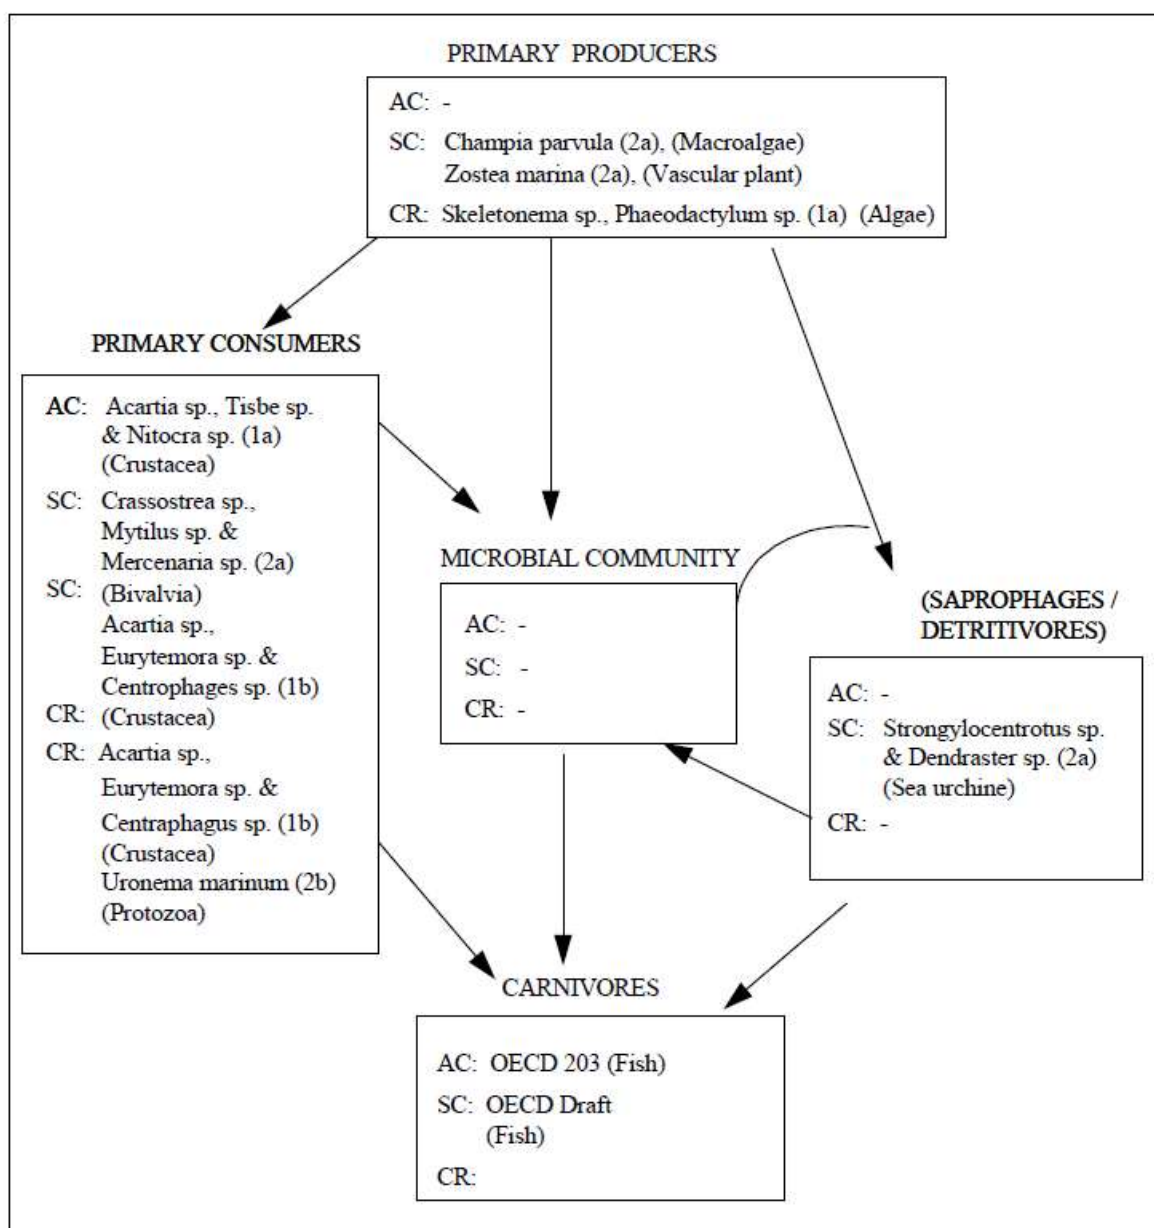 PRIMARY PRODUCERS
AC: -
SC: Champia parvula (2a), (Macroalgae)
Zostea marina (2a), (Vascular plant)
CR: Skeletonema sp., Phaeodactylum sp. (1a) (Algae)
PRIMARY CONSUMERS
AC: Acartia sp., Tisbe sp.
& Nitocra sp. (1a)
(Crustacea)
SC: Crassostrea sp.,
Mytilus sp. &
Mercenaria sp. (2a)
SC: (Bivalvia)
Acartia sp.,
Eurytemora sp. &
Centrophages sp. (1b)
CR: (Crustacea)
CR: Acartia sp.,
Eurytemora sp. &
Centraphagus sp. (1b)
(Crustacea)
Uronema marinum (2b)
(Protozoa)
MICROBIAL COMMUNITY
AC: -
SC: -
CR: -
(SAPROPHAGES /
DETRITIVORES)
AC: -
SC: Strongylocentrotus sp.
& Dendraster sp. (2a)
(Sea urchine)
CR: -
CARNIVORES
AC: OECD 203 (Fish)
SC: OECD Draft
(Fish)
CR: